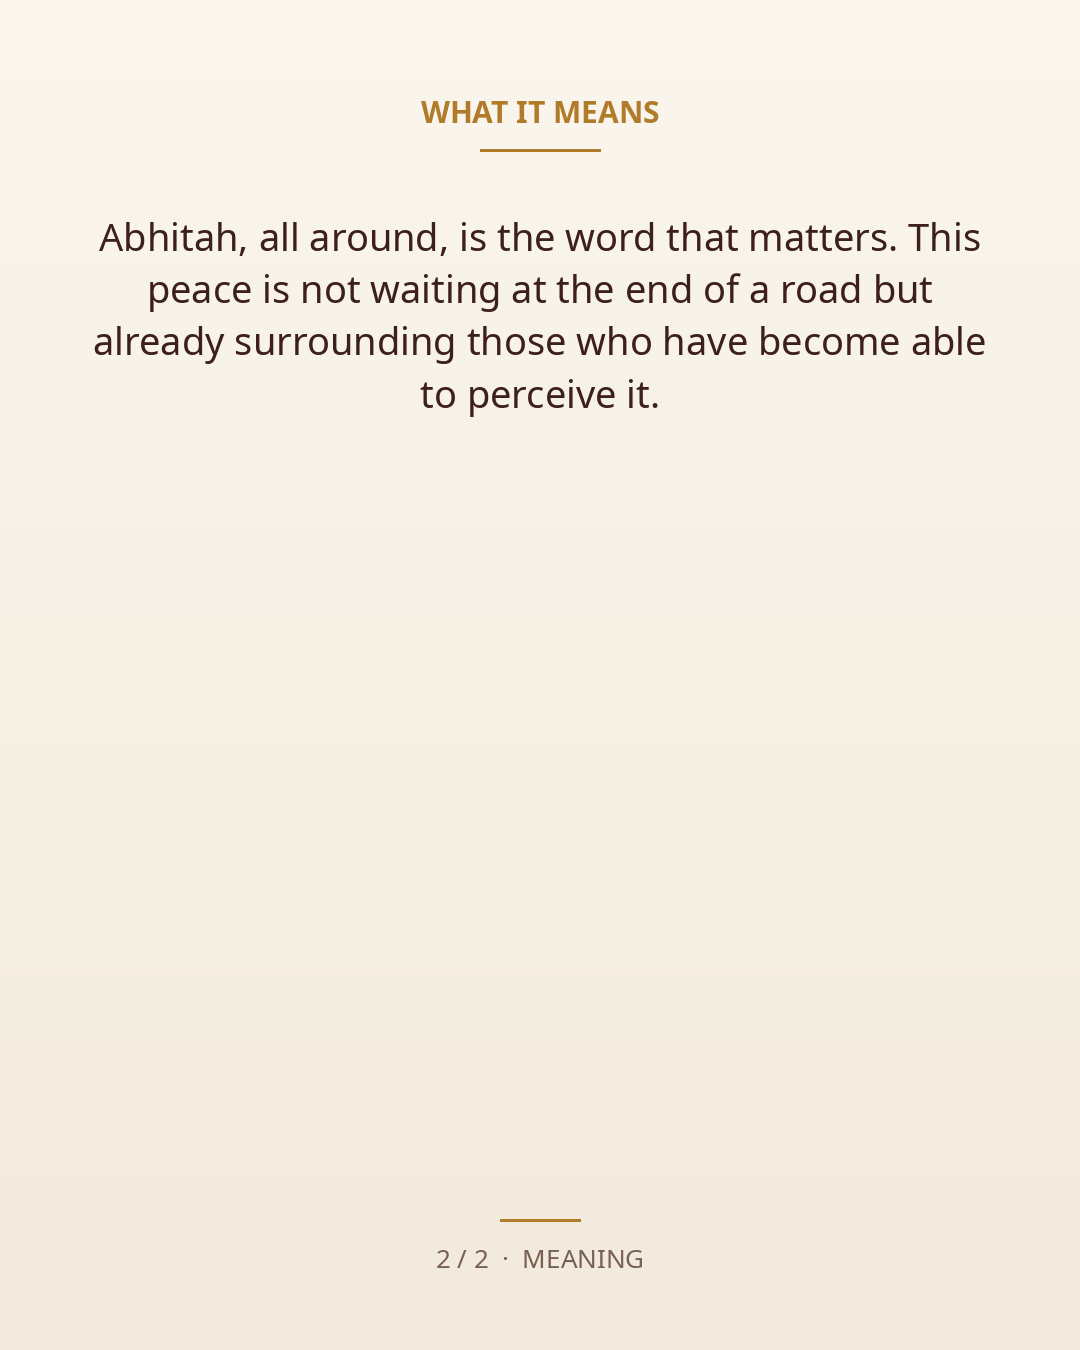 WHAT IT MEANS
Abhitah, all around, is the word that matters. This
peace is not waiting at the end of a road but
already surrounding those who have become able
to perceive it.
2 / 2 · MEANING